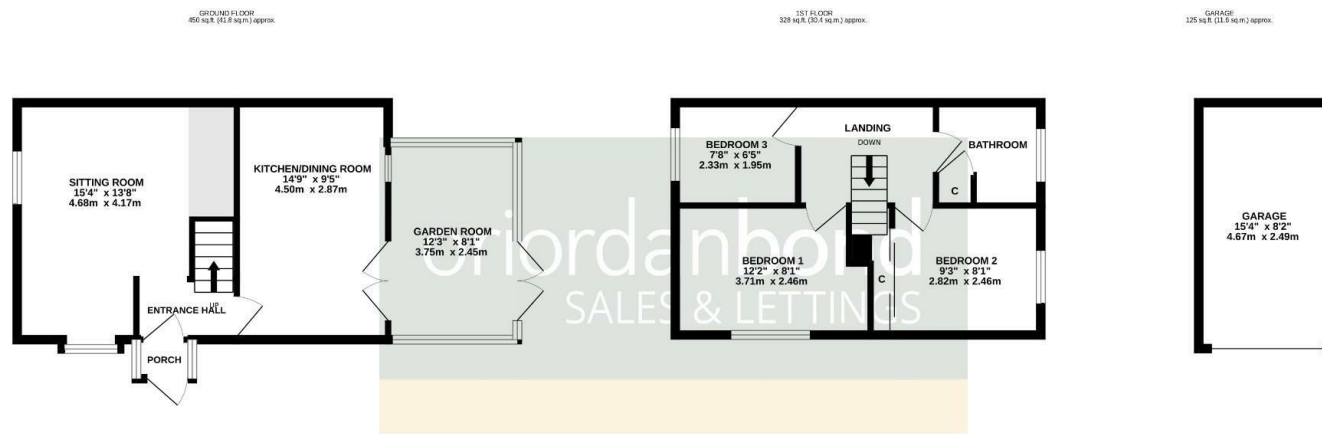 GROUND FLOOR
450 sq.ft. (41.8 sq.m.) approx.
1ST FLOOR
328 sq.ft. (30.4 sq.m.) approx.
GARAGE
125 sq.ft. (11.6 sq.m.) approx.
SITTING ROOM
15'4" x 13'8"
4.68m x 4.17m
KITCHEN/DINING ROOM
14'9" x 9'5"
4.50m x 2.87m
GARDEN ROOM
12'3" x 8'1"
3.75m x 2.45m
UP
ENTRANCE HALL
PORCH
BEDROOM 3
7'8" x 6'5"
2.33m x 1.95m
LANDING
DOWN
BATHROOM
C
BEDROOM 1
12'2" x 8'1"
3.71m x 2.46m
C
BEDROOM 2
9'3" x 8'1"
2.82m x 2.46m
GARAGE
15'4" x 8'2"
4.67m x 2.49m
oriordanbond
SALES & LETTINGS